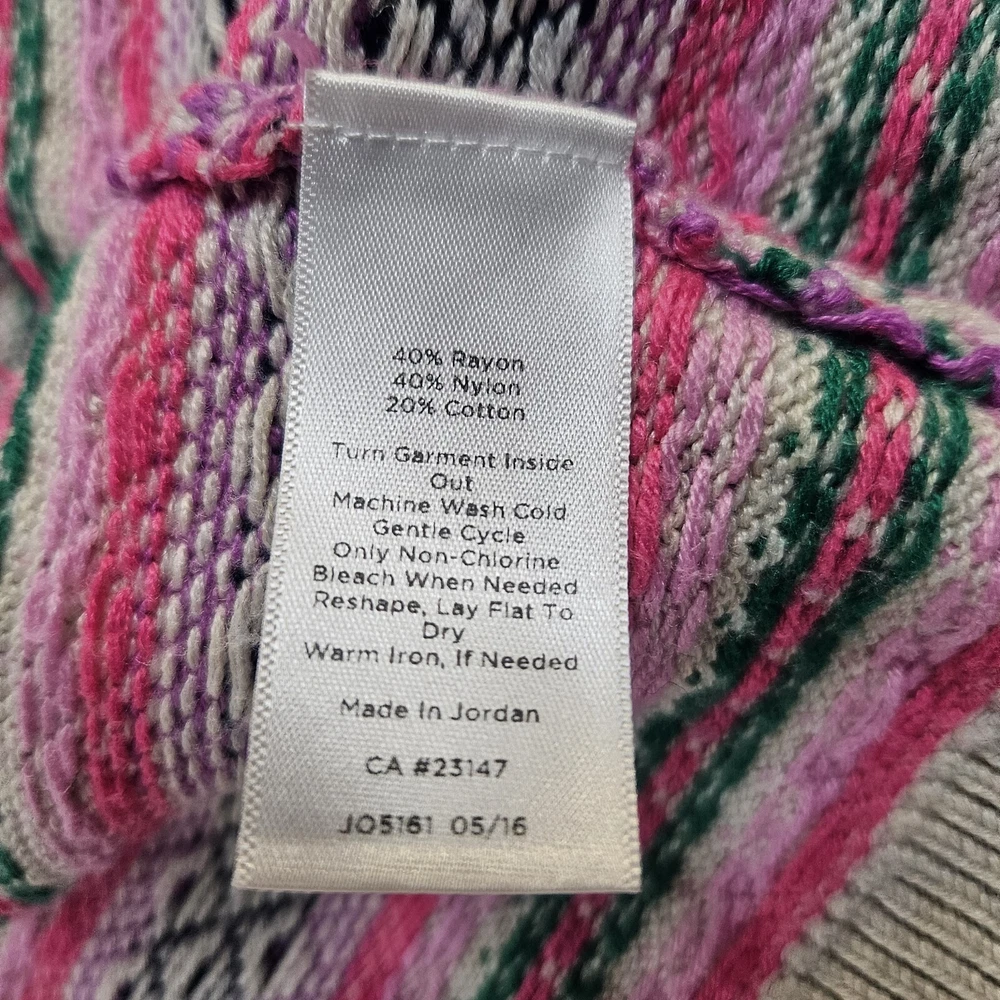 40% Rayon
40% Nylon
20% Cotton
Turn Garment Inside
Out
Machine Wash Cold
Gentle Cycle
Only Non-Chlorine
Bleach When Needed
Reshape, Lay Flat To
Dry
Warm Iron, If Needed
Made In Jordan
CA #23147
JO5161 05/16